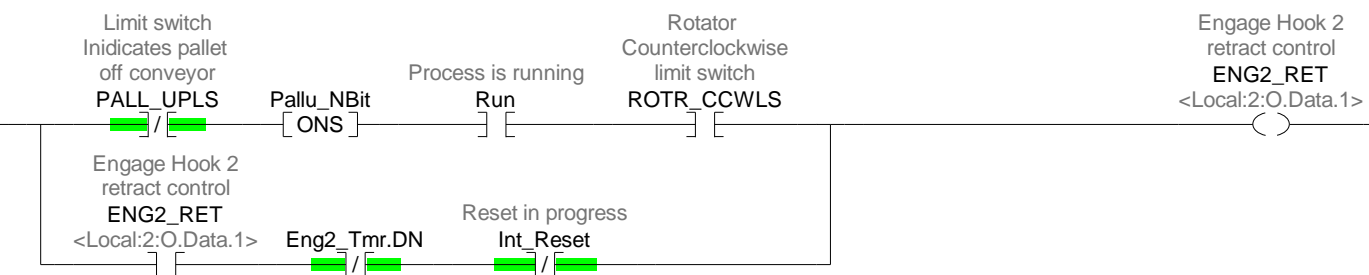 Limit switch
Inidicates pallet
off conveyor
PALL_UPLS
/
Pallu_NBit
ONS
Process is running
Run
Rotator
Counterclockwise
limit switch
ROTR_CCWLS
Engage Hook 2
retract control
ENG2_RET
<Local:2:O.Data.1>
Engage Hook 2
retract control
ENG2_RET
<Local:2:O.Data.1>
Eng2_Tmr.DN
/
Reset in progress
Int_Reset
/